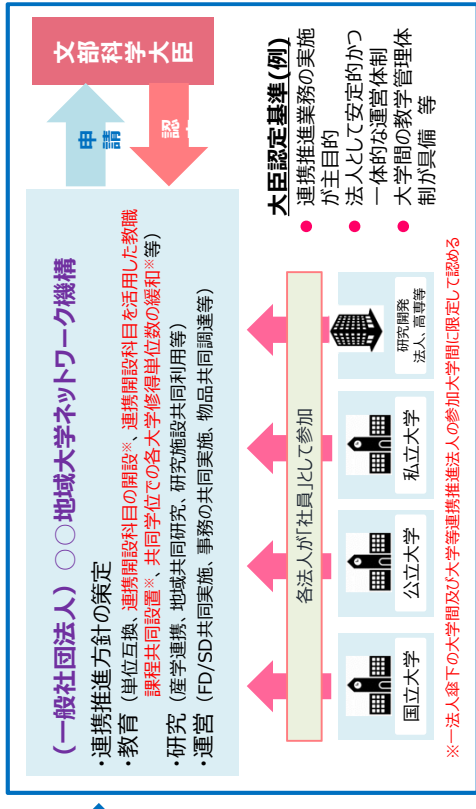 (一般社団法人) ○○地域大学ネットワーク機構
・連携推進方針の策定
・教育 (単位互換、連携開設科目の開設※、連携開設科目を活用した教職
課程共同設置※、共同学位での各大学修得単位数の緩和※等)
・研究 (産学連携、地域共同研究、研究施設共同利用等)
・運営 (FD/SD共同実施、事務の共同実施、物品共同調達等)
申請
認定
文部科学大臣
各法人が「社員」として参加
国立大学
公立大学
私立大学
研究開発
法人、高専等
大臣認定基準(例)
● 連携推進業務の実施
が主目的
● 法人として安定的かつ
一体的な運営体制
● 大学間の教学管理体
制が具備 等
※一法人傘下の大学間及び大学等連携推進法人の参加大学間に限定して認める